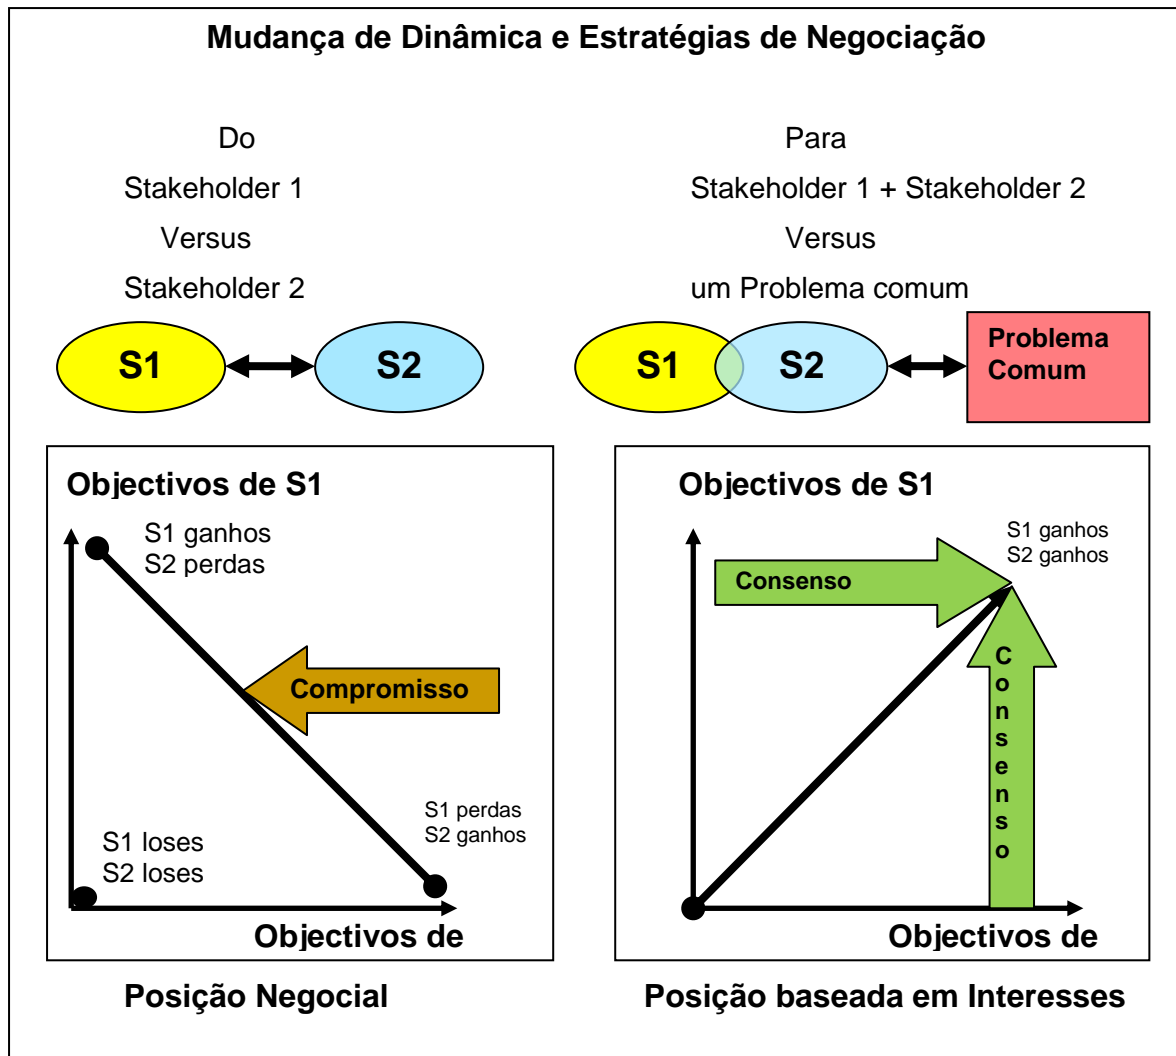 Mudança de Dinâmica e Estratégias de Negociação
Do
Stakeholder 1
Versus
Stakeholder 2
Para
Stakeholder 1 + Stakeholder 2
Versus
um Problema comum
S1
S2
S1
S2
Problema
Comum
Objectivos de S1
S1 ganhos
S2 perdas
Compromisso
S1 perdas
S2 ganhos
S1 loses
S2 loses
Objectivos de
Posição Negocial
Objectivos de S1
S1 ganhos
S2 ganhos
Consenso
Consenso
Objectivos de
Posição baseada em Interesses